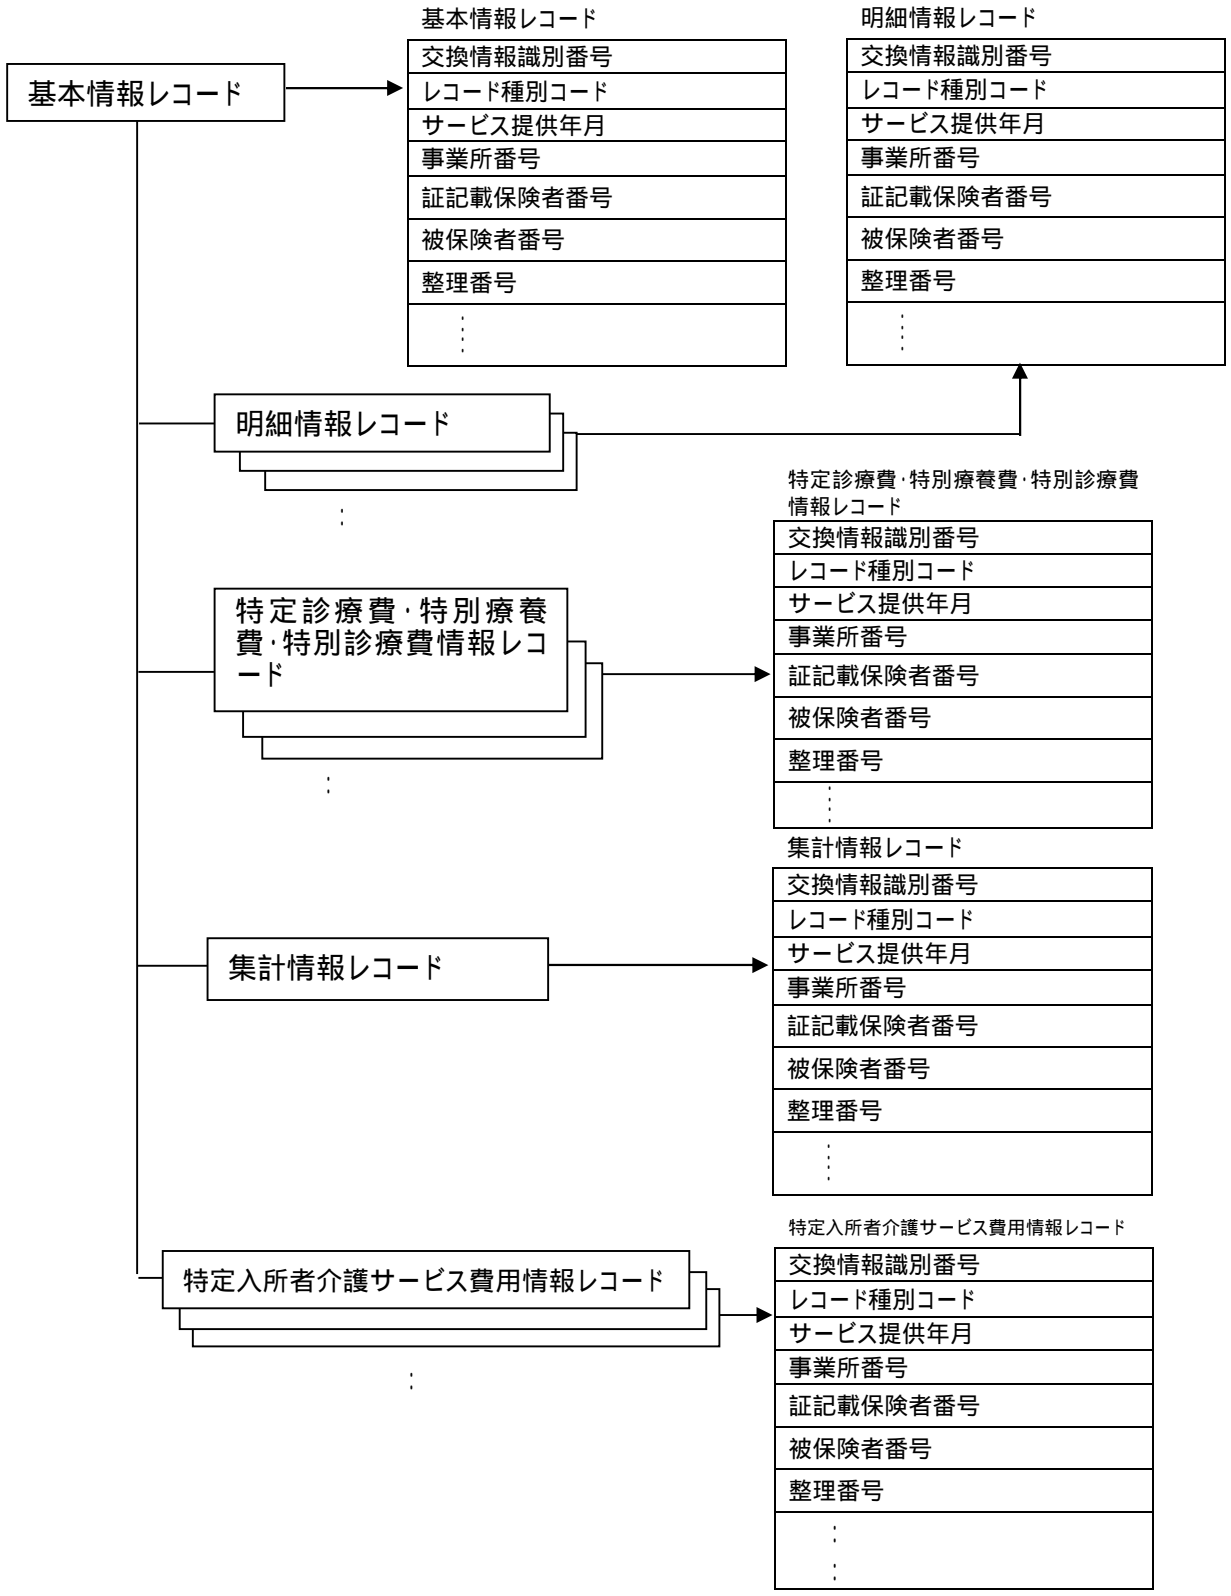 基本情報レコード
基本情報レコード
交換情報識別番号
レコード種別コード
サービス提供年月
事業所番号
証記載保険者番号
被保険者番号
整理番号
明細情報レコード
交換情報識別番号
レコード種別コード
サービス提供年月
事業所番号
証記載保険者番号
被保険者番号
整理番号
明細情報レコード
特定診療費・特別療養費・特別診療費
情報レコード
交換情報識別番号
レコード種別コード
サービス提供年月
事業所番号
証記載保険者番号
被保険者番号
整理番号
特定診療費・特別療養
費・特別診療費情報レコ
ード
集計情報レコード
交換情報識別番号
レコード種別コード
サービス提供年月
事業所番号
証記載保険者番号
被保険者番号
整理番号
集計情報レコード
特定入所者介護サービス費用情報レコード
特定入所者介護サービス費用情報レコード
交換情報識別番号
レコード種別コード
サービス提供年月
事業所番号
証記載保険者番号
被保険者番号
整理番号